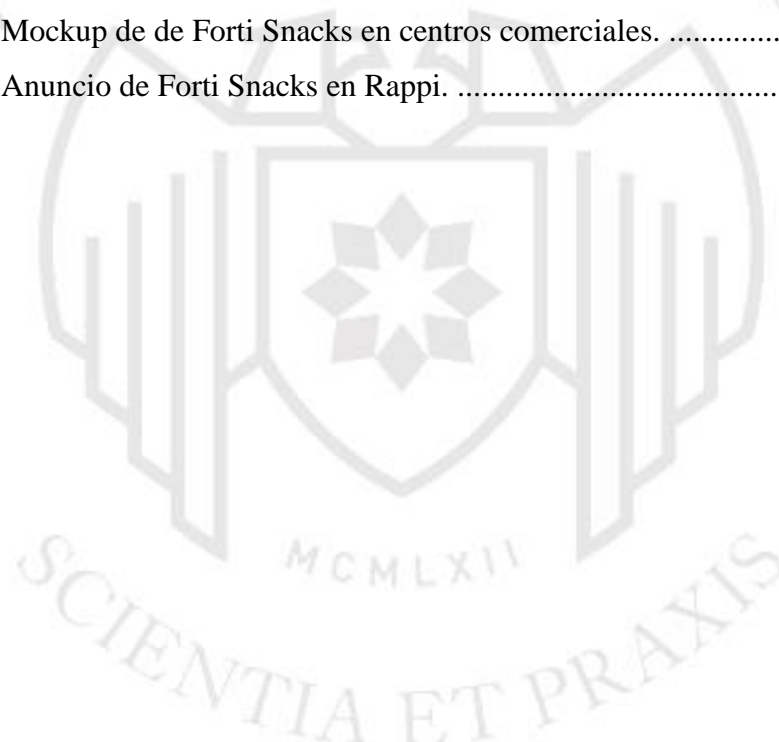 Mockup de de Forti Snacks en centros comerciales. ..............
Anuncio de Forti Snacks en Rappi. ........................................
MCMLXII
SCIENTIA ET PRAXIS